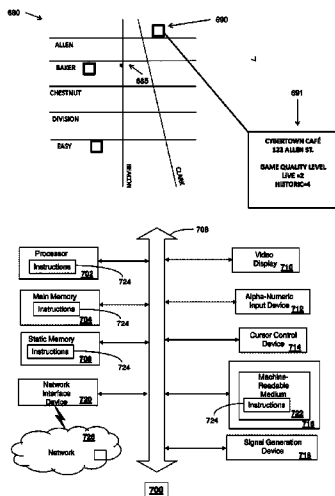 680
690
ALLEN
BAKER
685
691
CHESTNUT
DIVISION
EASY
BEACON
CLARK
CYBERTOWN CAFÉ
123 ALLEN ST.
GAME QUALITY LEVEL
LIVE =2
HISTORIC=4
708
Processor
Instructions
702
724
Video
Display
710
Main Memory
Instructions
704
724
Alpha-Numeric
Input Device
712
Static Memory
Instructions
706
724
Cursor Control
Device
714
Network
Interface
Device
720
Machine-
Readable
Medium
724
Instructions
722
716
726
Network
Signal Generation
Device
718
700